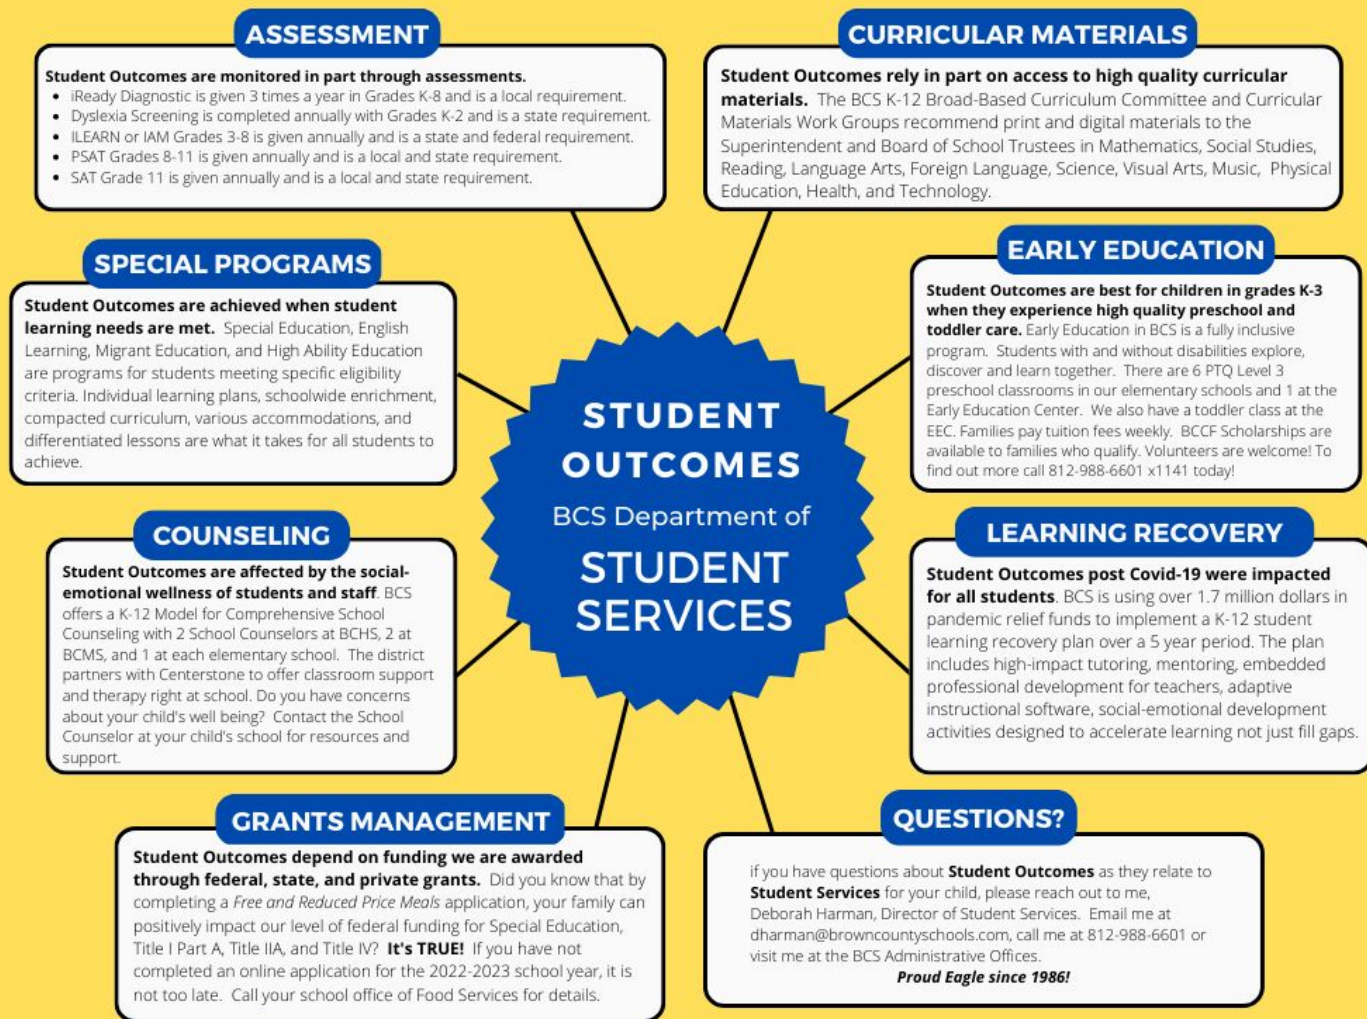 ASSESSMENT
Student Outcomes are monitored in part through assessments.
• iReady Diagnostic is given 3 times a year in Grades K-8 and is a local requirement.
• Dyslexia Screening is completed annually with Grades K-2 and is a state requirement.
• ILEARN or IAM Grades 3-8 is given annually and is a state and federal requirement.
• PSAT Grades 8-11 is given annually and is a local and state requirement.
• SAT Grade 11 is given annually and is a local and state requirement.
CURRICULAR MATERIALS
Student Outcomes rely in part on access to high quality curricular
materials. The BCS K-12 Broad-Based Curriculum Committee and Curricular
Materials Work Groups recommend print and digital materials to the
Superintendent and Board of School Trustees in Mathematics, Social Studies,
Reading, Language Arts, Foreign Language, Science, Visual Arts, Music, Physical
Education, Health, and Technology.
SPECIAL PROGRAMS
Student Outcomes are achieved when student
learning needs are met. Special Education, English
Learning, Migrant Education, and High Ability Education
are programs for students meeting specific eligibility
criteria. Individual learning plans, schoolwide enrichment,
compacted curriculum, various accommodations, and
differentiated lessons are what it takes for all students to
achieve.
EARLY EDUCATION
Student Outcomes are best for children in grades K-3
when they experience high quality preschool and
toddler care. Early Education in BCS is a fully inclusive
program. Students with and without disabilities explore,
discover and learn together. There are 6 PTQ Level 3
preschool classrooms in our elementary schools and 1 at the
Early Education Center. We also have a toddler class at the
EEC. Families pay tuition fees weekly. BCCF Scholarships are
available to families who qualify. Volunteers are welcome! To
find out more call 812-988-6601 x1141 today!
STUDENT
OUTCOMES
BCS Department of
STUDENT
SERVICES
COUNSELING
Student Outcomes are affected by the social-
emotional wellness of students and staff. BCS
offers a K-12 Model for Comprehensive School
Counseling with 2 School Counselors at BCHS, 2 at
BCMS, and 1 at each elementary school. The district
partners with Centerstone to offer classroom support
and therapy right at school. Do you have concerns
about your child's well being? Contact the School
Counselor at your child's school for resources and
support.
LEARNING RECOVERY
Student Outcomes post Covid-19 were impacted
for all students. BCS is using over 1.7 million dollars in
pandemic relief funds to implement a K-12 student
learning recovery plan over a 5 year period. The plan
includes high-impact tutoring, mentoring, embedded
professional development for teachers, adaptive
instructional software, social-emotional development
activities designed to accelerate learning not just fill gaps.
GRANTS MANAGEMENT
Student Outcomes depend on funding we are awarded
through federal, state, and private grants. Did you know that by
completing a Free and Reduced Price Meals application, your family can
positively impact our level of federal funding for Special Education,
Title I Part A, Title IIA, and Title IV? It's TRUE! If you have not
completed an online application for the 2022-2023 school year, it is
not too late. Call your school office of Food Services for details.
QUESTIONS?
if you have questions about Student Outcomes as they relate to
Student Services for your child, please reach out to me,
Deborah Harman, Director of Student Services. Email me at
dharman@browncountyschools.com, call me at 812-988-6601 or
visit me at the BCS Administrative Offices.
Proud Eagle since 1986!